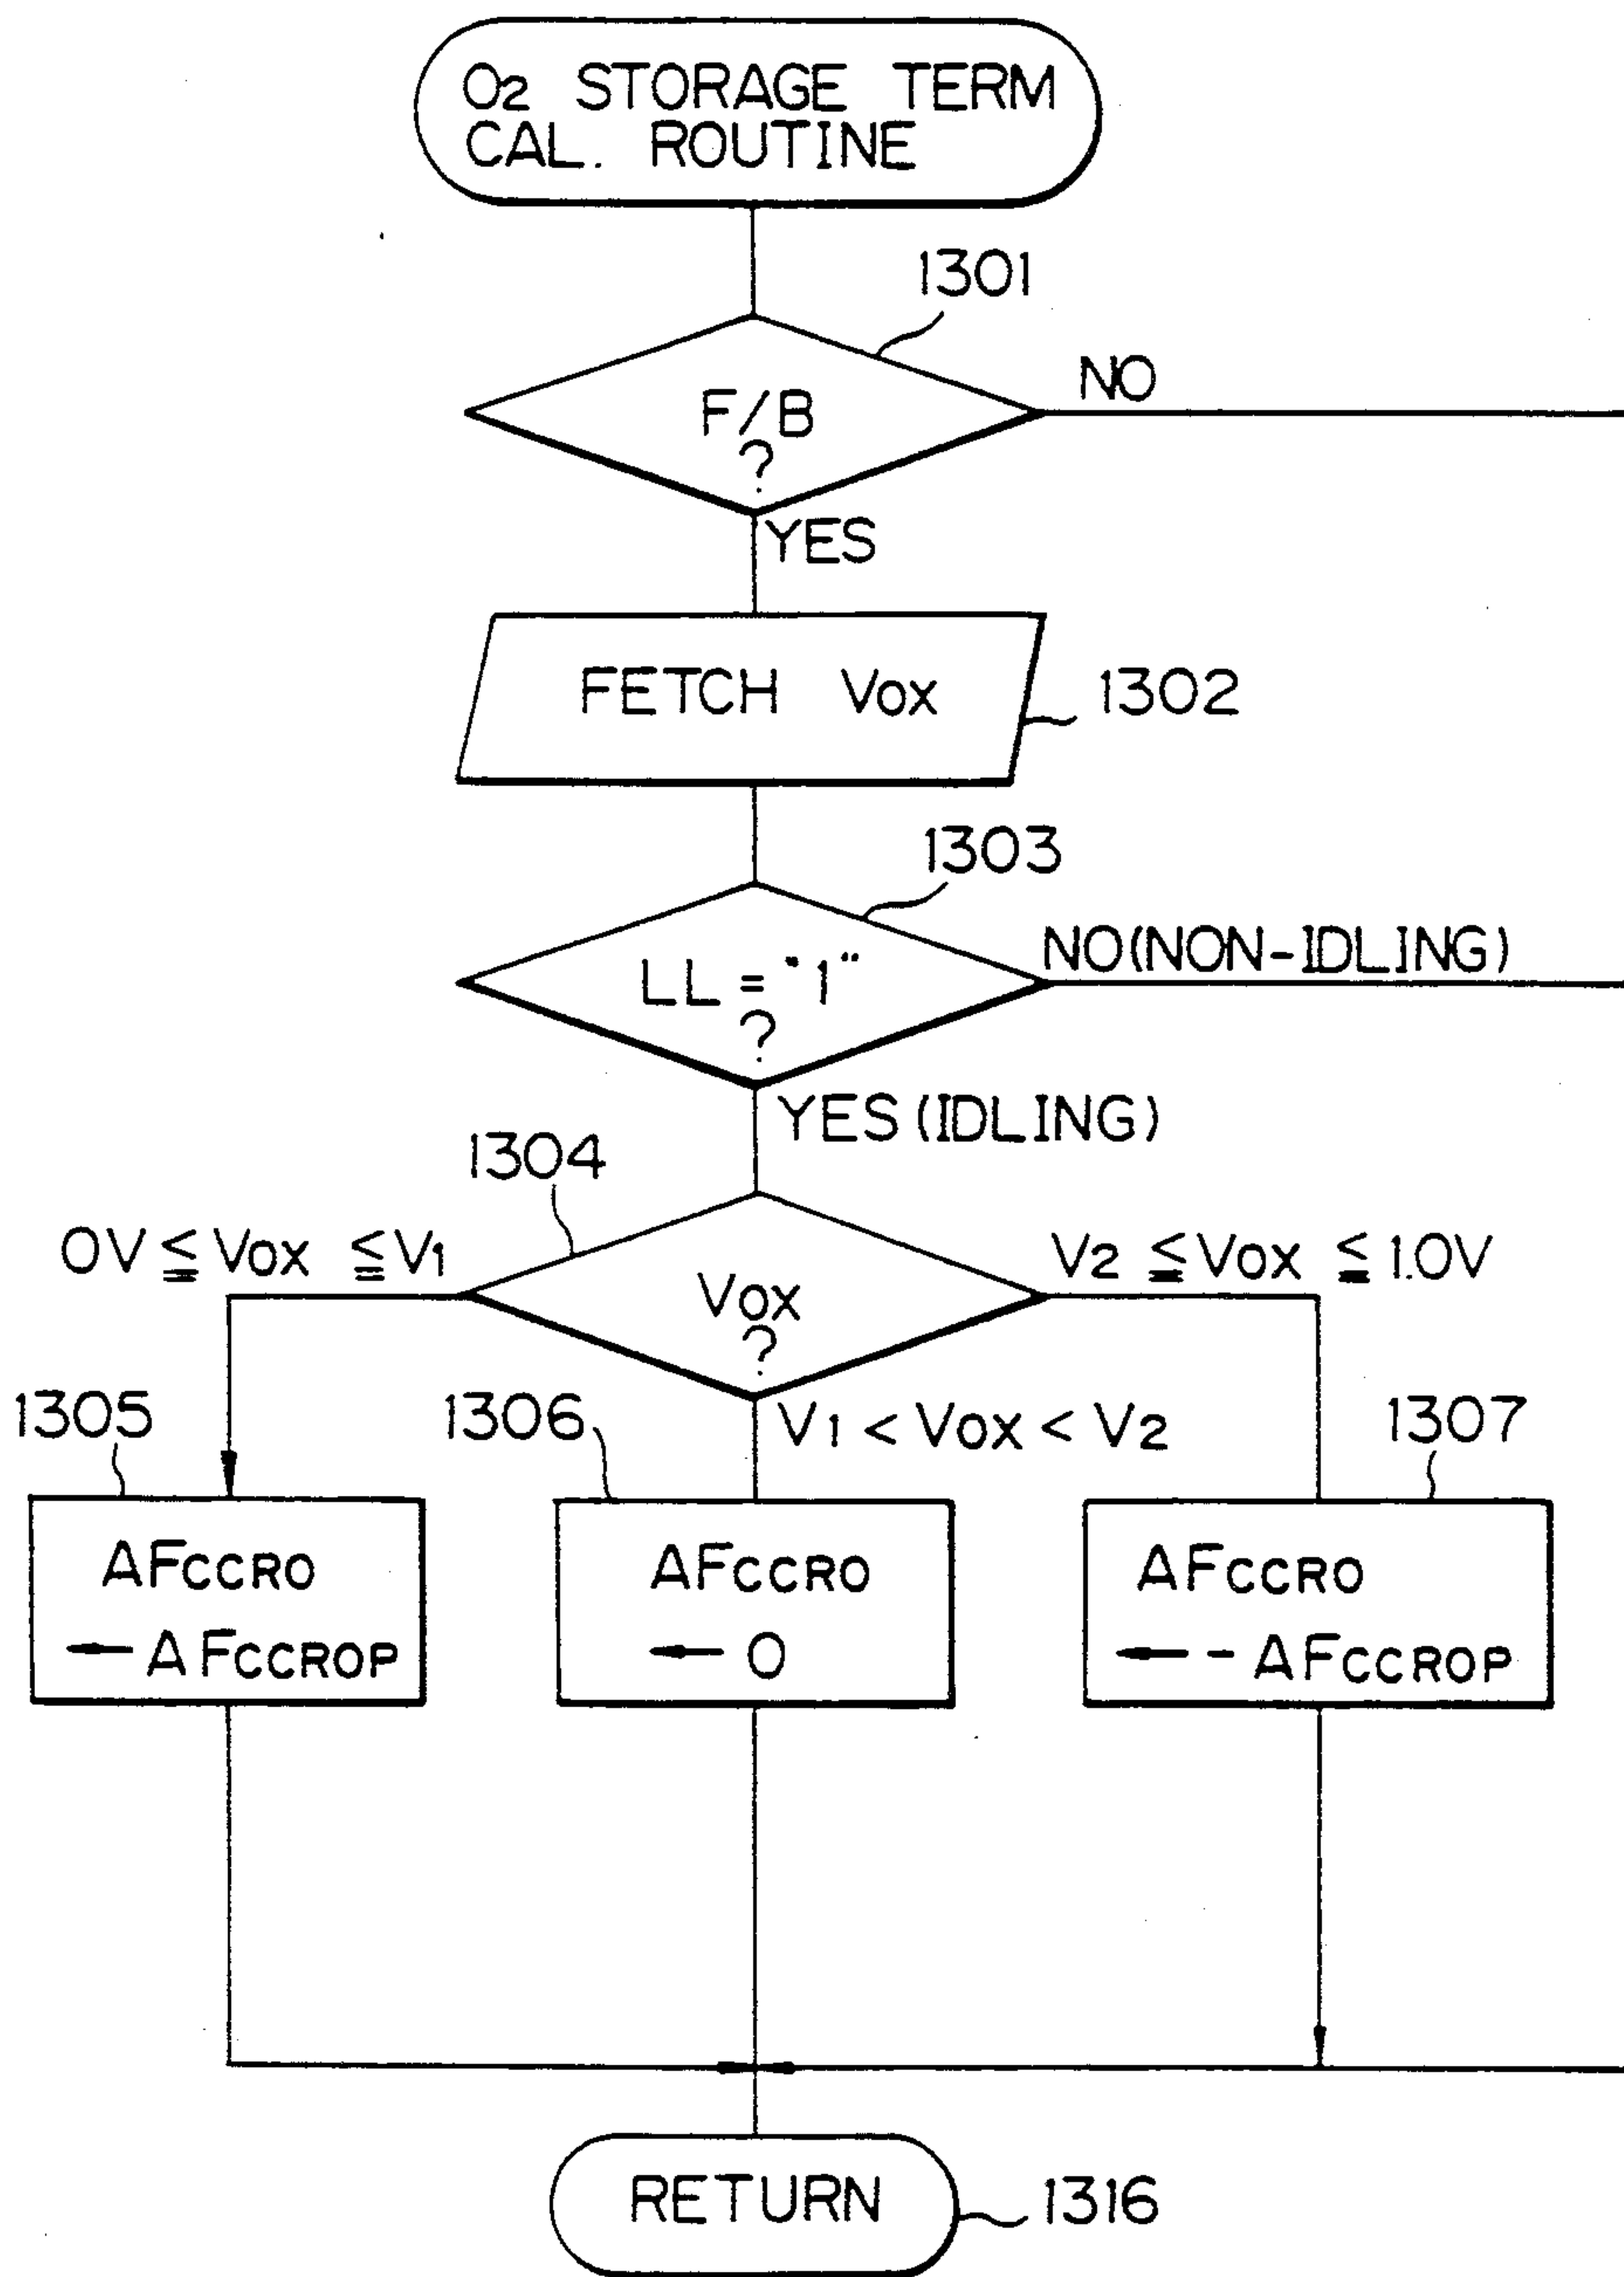 O2 STORAGE TERM
CAL. ROUTINE
1301
F/B
?
NO
YES
FETCH VOX
1302
1303
LL = "1"
?
NO(NON-IDLING)
YES(IDLING)
1304
0V ≦ VOX ≦ V1
VOX
?
V2 ≦ VOX ≦ 1.0V
V1 < VOX < V2
1305
AFCCRO
← AFCCROP
1306
AFCCRO
← 0
1307
AFCCRO
← - AFCCROP
RETURN
1316